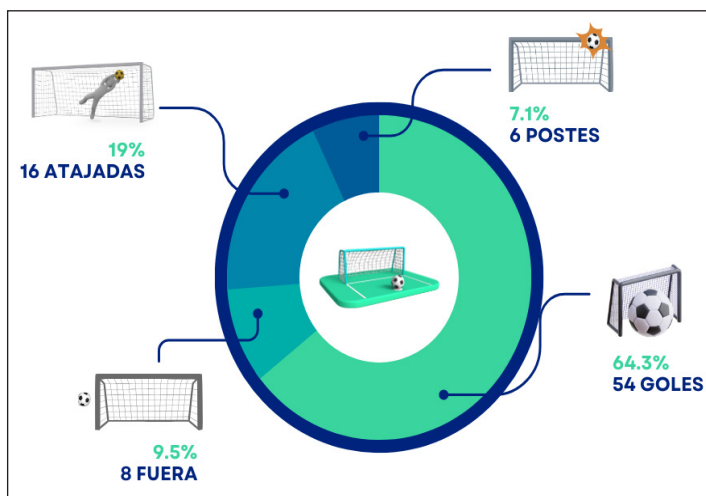 7.1%
6 POSTES
19%
16 ATAJADAS
64.3%
54 GOLES
9.5%
8 FUERA